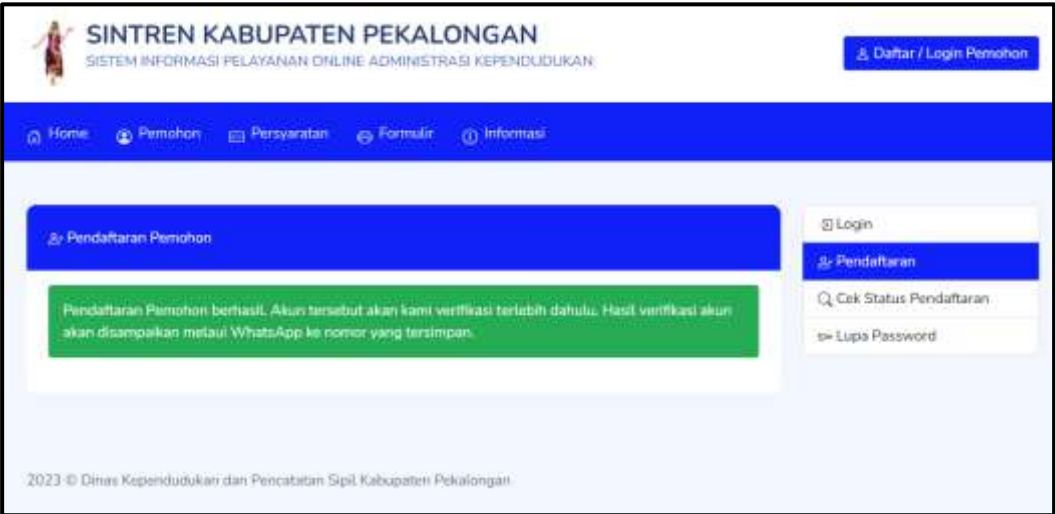 SINTREN KABUPATEN PEKALONGAN
SISTEM INFORMASI PELAYANAN ONLINE ADMINISTRASI KEPENDUDUKAN
Daftar / Login Pemohon
Home Pemohon Persyaratan Formulir Informasi
Pendaftaran Pemohon
Pendaftaran Pemohon berhasil. Akun tersebut akan kami verifikasi terlebih dahulu. Hasil verifikasi akun
akan disampaikan melaui WhatsApp ke nomor yang tersimpan.
Login
Pendaftaran
Cek Status Pendaftaran
Lupa Password
2023 © Dinas Kependudukan dan Pencatatan Sipil Kabupaten Pekalongan